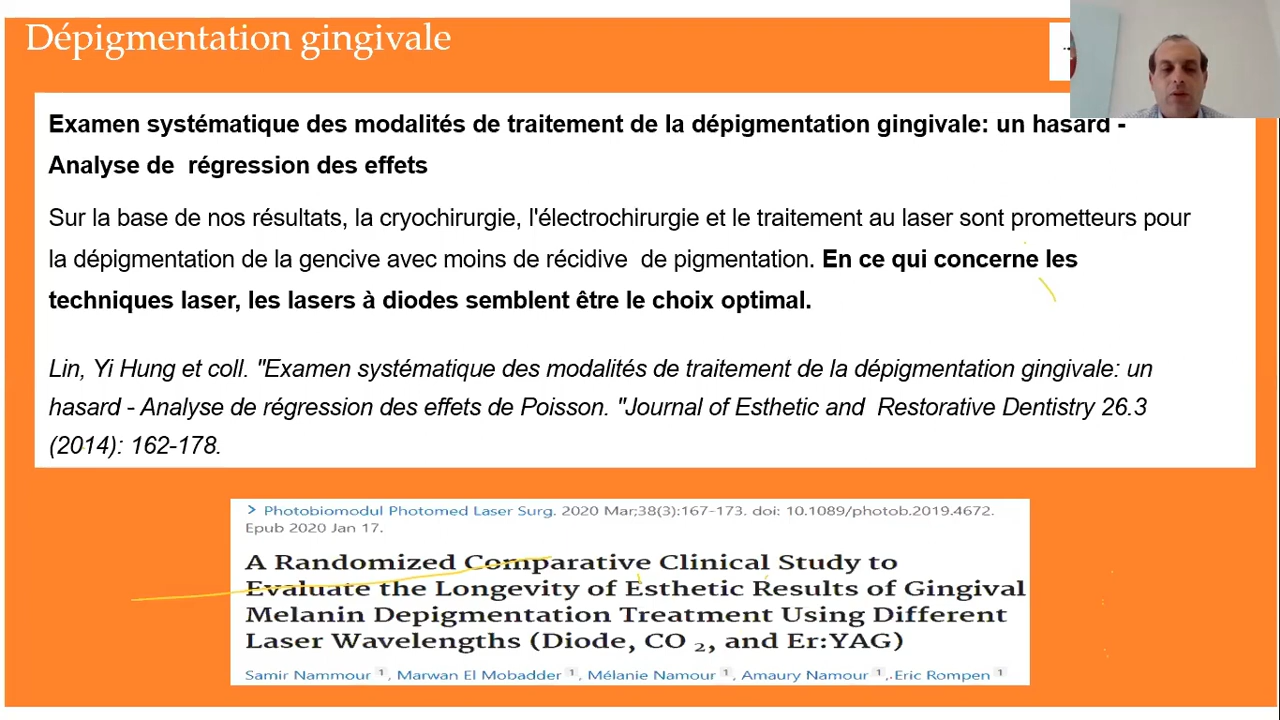 Dépigmentation gingivale
Examen systématique des modalités de traitement de la dépigmentation gingivale: un hasard -
Analyse de régression des effets
Sur la base de nos résultats, la cryochirurgie, l'électrochirurgie et le traitement au laser sont prometteurs pour
la dépigmentation de la gencive avec moins de récidive de pigmentation. En ce qui concerne les
techniques laser, les lasers à diodes semblent être le choix optimal.
Lin, Yi Hung et coll. "Examen systématique des modalités de traitement de la dépigmentation gingivale: un
hasard - Analyse de régression des effets de Poisson. "Journal of Esthetic and Restorative Dentistry 26.3
(2014): 162-178.
> Photobiomodul Photomed Laser Surg. 2020 Mar;38(3):167-173. doi: 10.1089/photob.2019.4672.
Epub 2020 Jan 17.
A Randomized Comparative Clinical Study to
Evaluate the Longevity of Esthetic Results of Gingival
Melanin Depigmentation Treatment Using Different
Laser Wavelengths (Diode, CO 2, and Er:YAG)
Samir Nammour 1, Marwan El Mobadder 1, Mélanie Namour 1, Amaury Namour 1, Eric Rompen 1